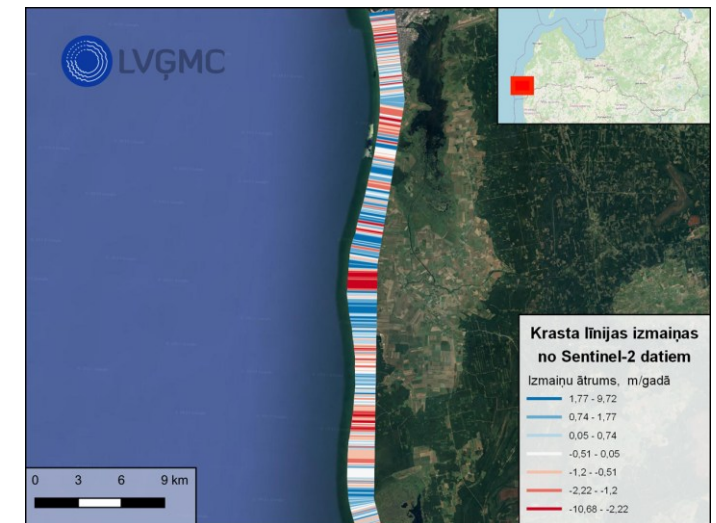 LVĢMC
Krasta līnijas izmaiņas
no Sentinel-2 datiem
Izmaiņu ātrums, m/gadā
1,77 - 9,72
0,74 - 1,77
0,05 - 0,74
-0,51 - 0,05
-1,2 - -0,51
-2,22 - -1,2
-10,68 - -2,22
0 3 6 9 km